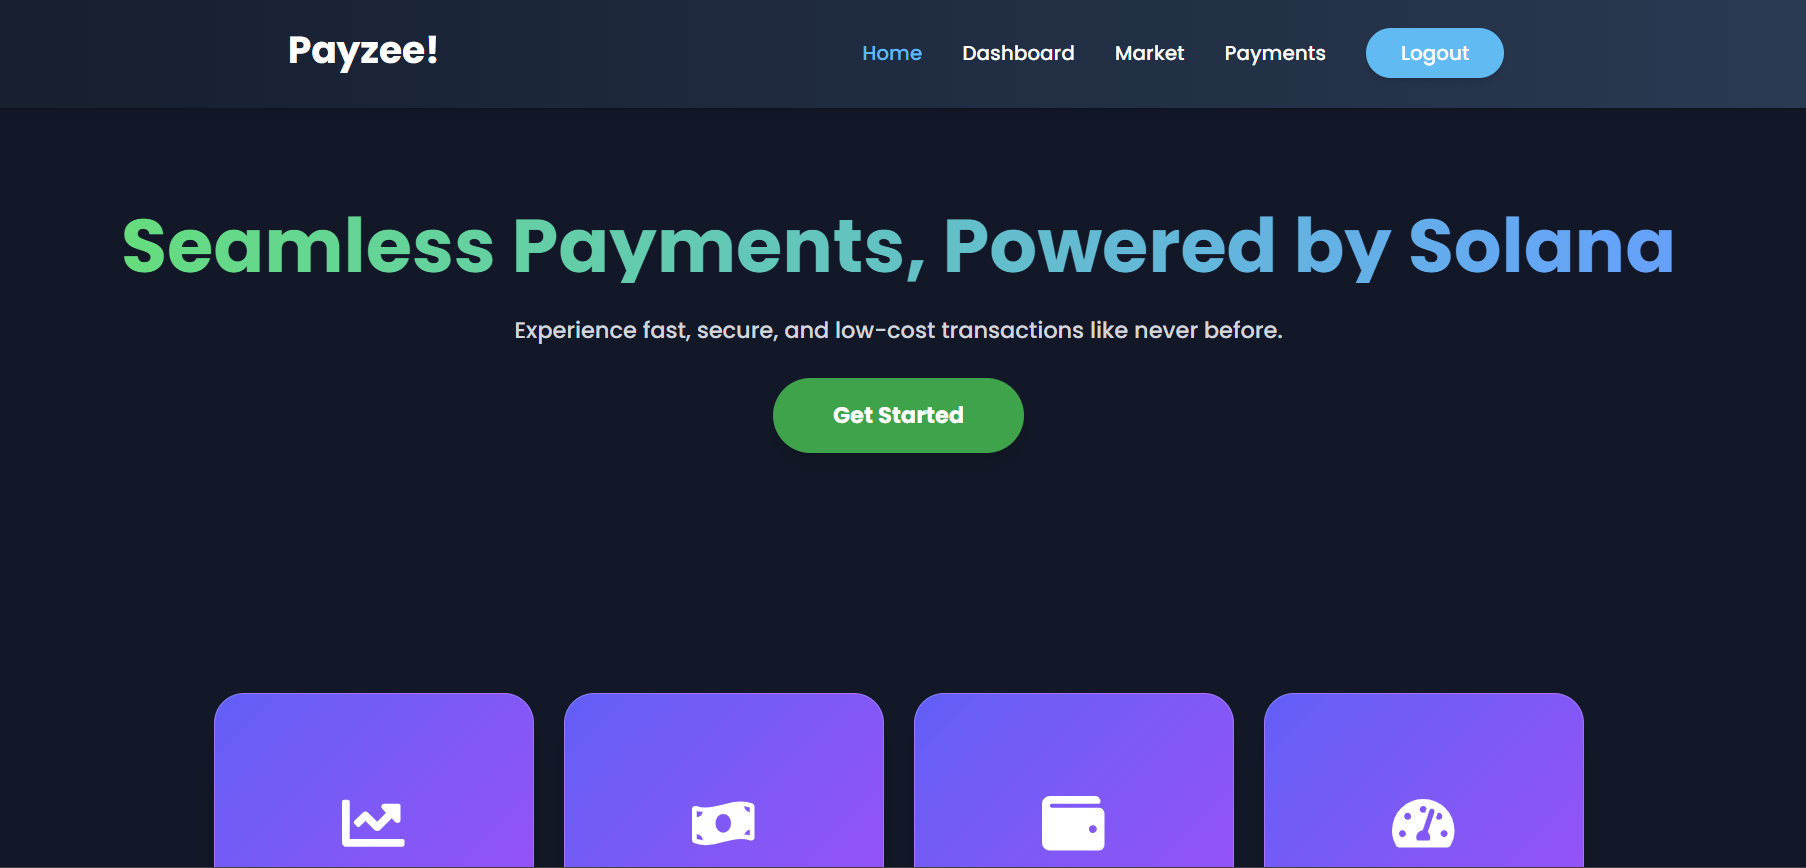 Payzee!
Home Dashboard Market Payments Logout
Seamless Payments, Powered by Solana
Experience fast, secure, and low-cost transactions like never before.
Get Started